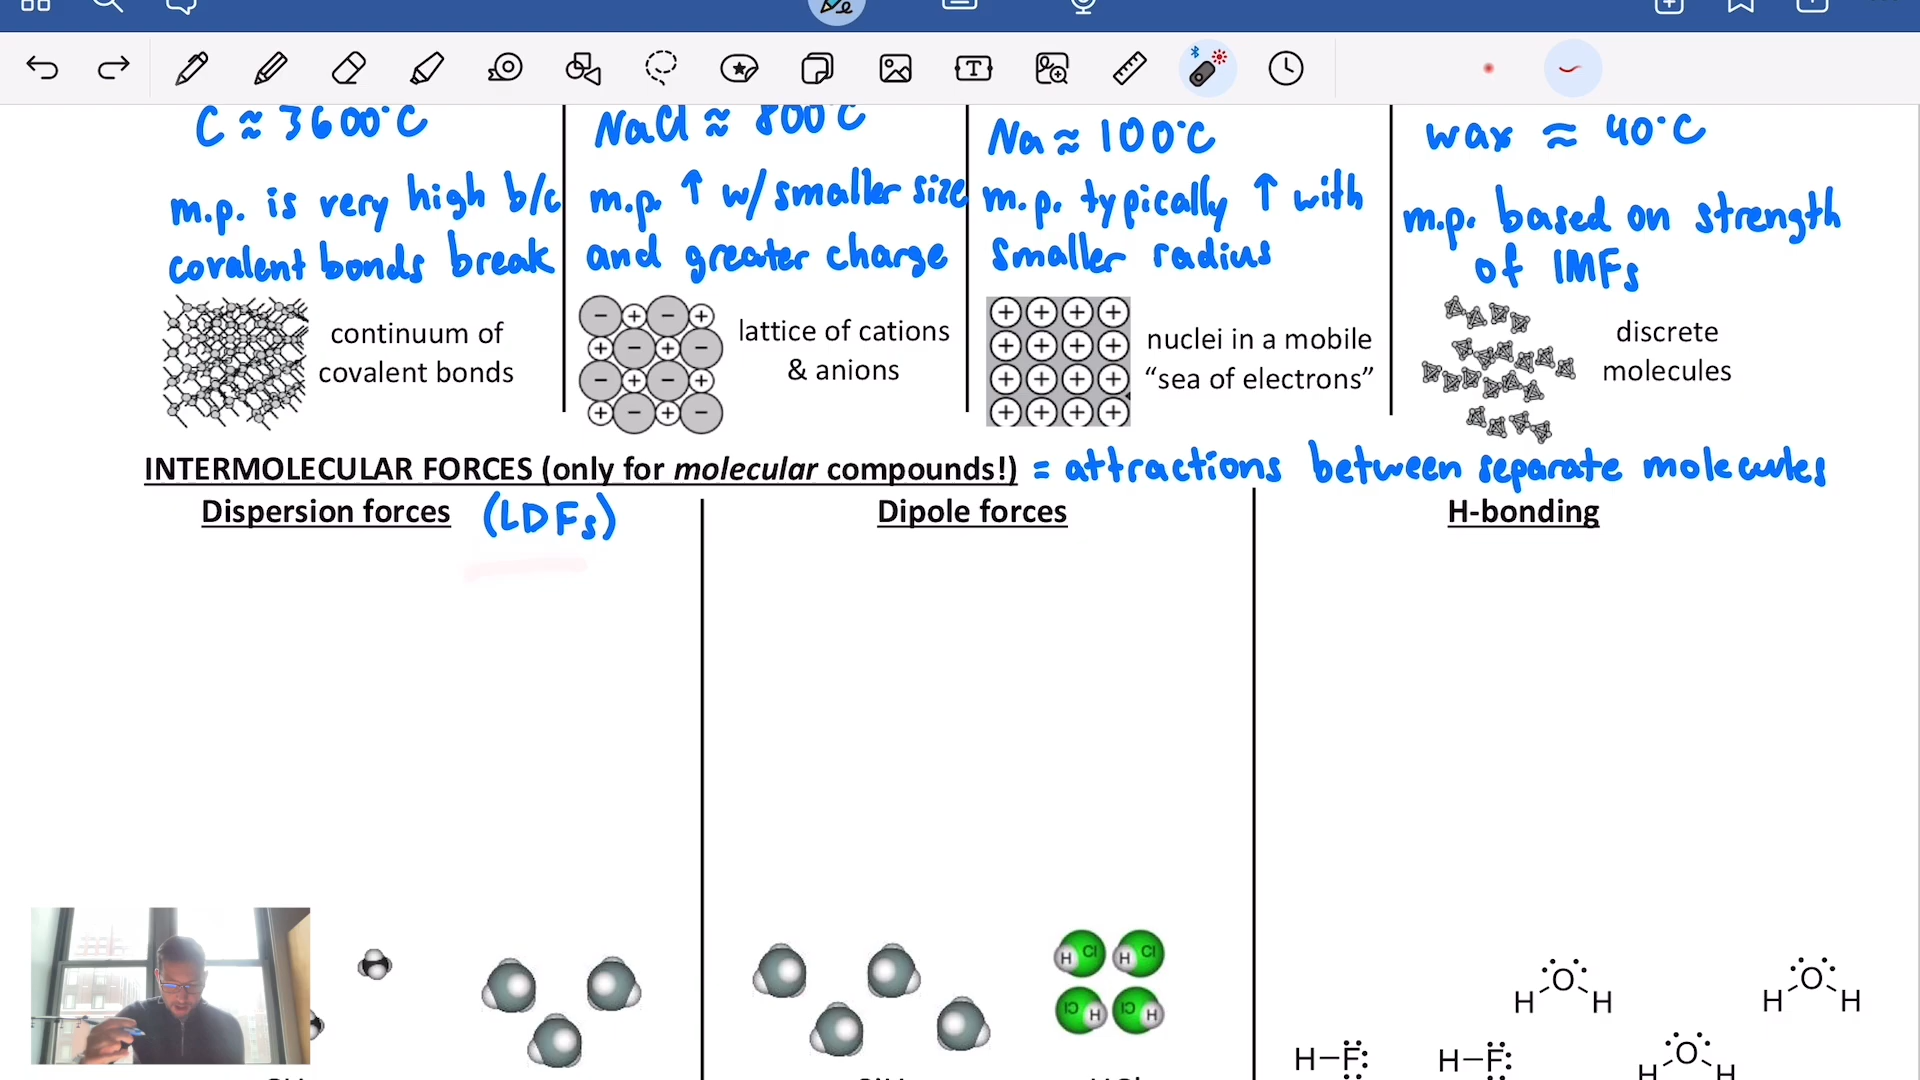 C ≈ 3600°C
m.p. is very high b/c
covalent bonds break
continuum of
covalent bonds
NaCl ≈ 800°C
m.p. ↑ w/ smaller size
and greater charge
lattice of cations
& anions
Na ≈ 100°C
m.p. typically ↑ with
smaller radius
nuclei in a mobile
“sea of electrons”
wax ≈ 40°C
m.p. based on strength
of IMFs
discrete
molecules
INTERMOLECULAR FORCES (only for molecular compounds!) = attractions between separate molecules
Dispersion forces (LDFs)
Dipole forces
H Cl H Cl
Cl H Cl H
H-bonding
H O H
H O H
H–F
H–F
H O H